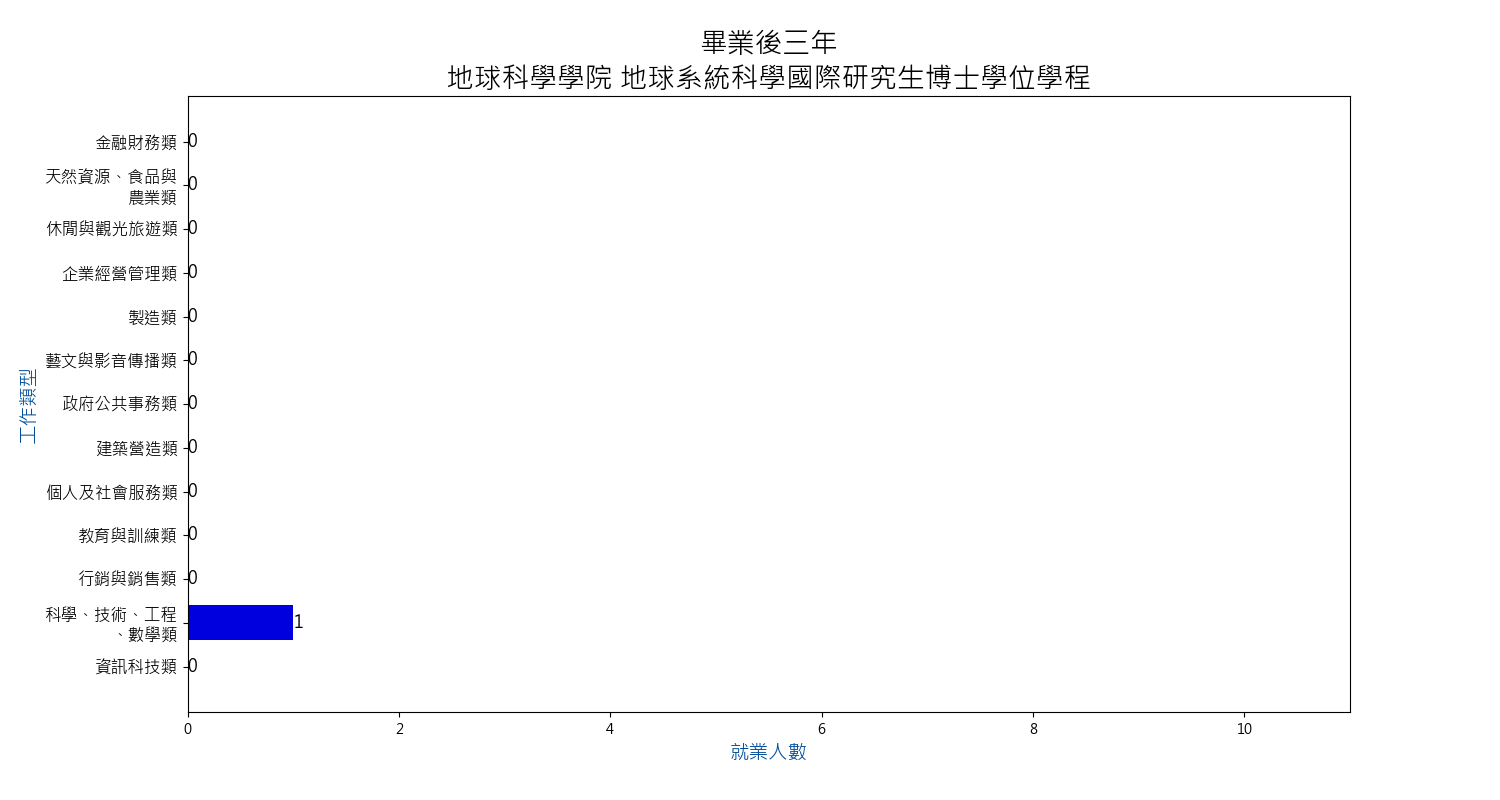 畢業後三年
地球科學學院 地球系統科學國際研究生博士學位學程
金融財務類 0
天然資源、食品與
農業類 0
休閒與觀光旅遊類 0
企業經營管理類 0
製造類 0
藝文與影音傳播類 0
政府公共事務類 0
建築營造類 0
個人及社會服務類 0
教育與訓練類 0
行銷與銷售類 0
科學、技術、工程
、數學類 1
資訊科技類 0
工作類型
0 2 4 6 8 10
就業人數